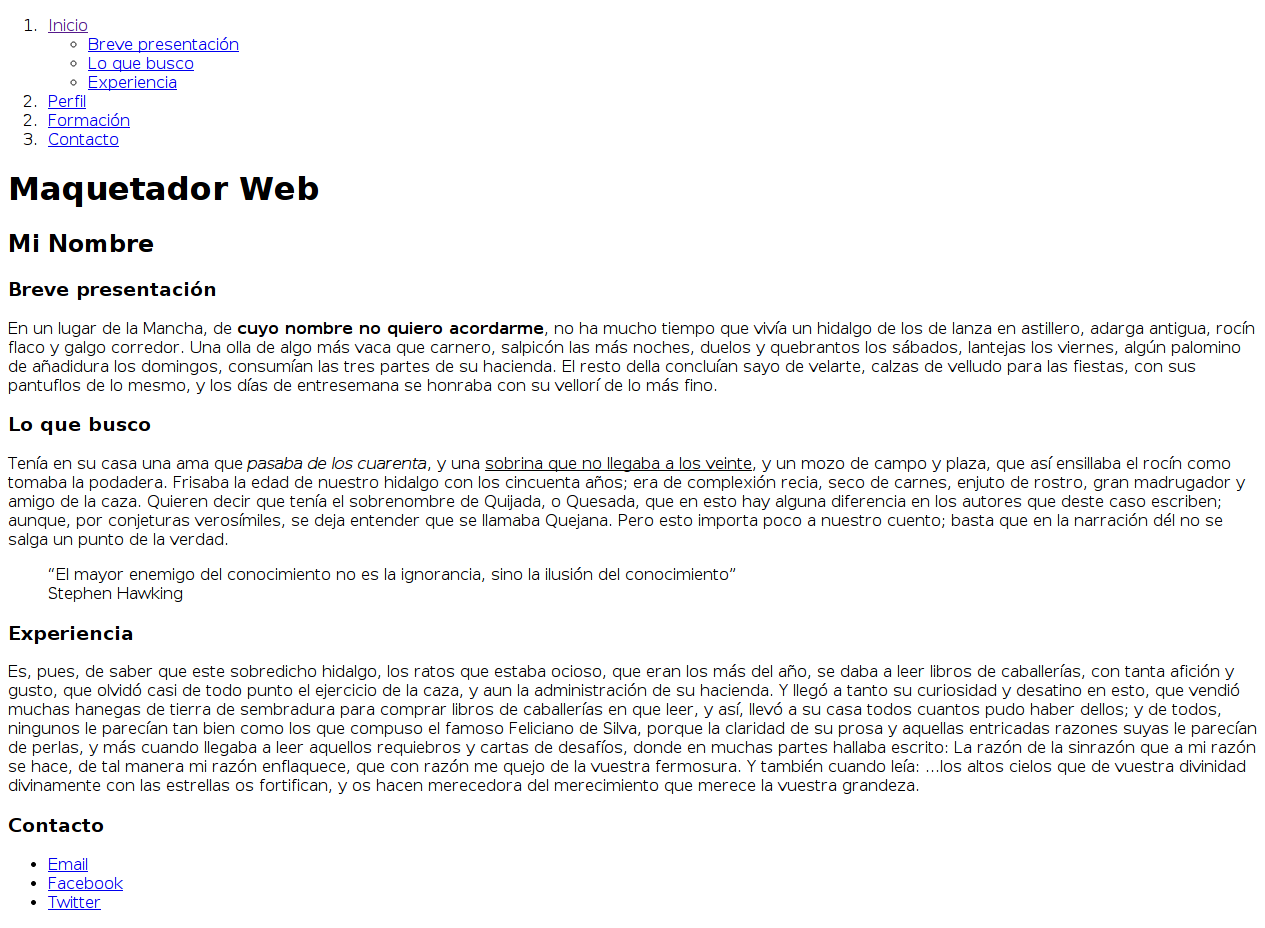 1. Inicio
◦ Breve presentación
◦ Lo que busco
◦ Experiencia
2. Perfil
2. Formación
3. Contacto
Maquetador Web
Mi Nombre
Breve presentación
En un lugar de la Mancha, de cuyo nombre no quiero acordarme, no ha mucho tiempo que vivía un hidalgo de los de lanza en astillero, adarga antigua, rocín
flaco y galgo corredor. Una olla de algo más vaca que carnero, salpicón las más noches, duelos y quebrantos los sábados, lantejas los viernes, algún palomino
de añadidura los domingos, consumían las tres partes de su hacienda. El resto della concluían sayo de velarte, calzas de velludo para las fiestas, con sus
pantuflos de lo mesmo, y los días de entresemana se honraba con su vellorí de lo más fino.
Lo que busco
Tenía en su casa una ama que pasaba de los cuarenta, y una sobrina que no llegaba a los veinte, y un mozo de campo y plaza, que así ensillaba el rocín como
tomaba la podadera. Frisaba la edad de nuestro hidalgo con los cincuenta años; era de complexión recia, seco de carnes, enjuto de rostro, gran madrugador y
amigo de la caza. Quieren decir que tenía el sobrenombre de Quijada, o Quesada, que en esto hay alguna diferencia en los autores que deste caso escriben;
aunque, por conjeturas verosímiles, se deja entender que se llamaba Quejana. Pero esto importa poco a nuestro cuento; basta que en la narración dél no se
salga un punto de la verdad.
“El mayor enemigo del conocimiento no es la ignorancia, sino la ilusión del conocimiento”
Stephen Hawking
Experiencia
Es, pues, de saber que este sobredicho hidalgo, los ratos que estaba ocioso, que eran los más del año, se daba a leer libros de caballerías, con tanta afición y
gusto, que olvidó casi de todo punto el ejercicio de la caza, y aun la administración de su hacienda. Y llegó a tanto su curiosidad y desatino en esto, que vendió
muchas hanegas de tierra de sembradura para comprar libros de caballerías en que leer, y así, llevó a su casa todos cuantos pudo haber dellos; y de todos,
ningunos le parecían tan bien como los que compuso el famoso Feliciano de Silva, porque la claridad de su prosa y aquellas entricadas razones suyas le parecían
de perlas, y más cuando llegaba a leer aquellos requiebros y cartas de desafíos, donde en muchas partes hallaba escrito: La razón de la sinrazón que a mi razón
se hace, de tal manera mi razón enflaquece, que con razón me quejo de la vuestra fermosura. Y también cuando leía: ...los altos cielos que de vuestra divinidad
divinamente con las estrellas os fortifican, y os hacen merecedora del merecimiento que merece la vuestra grandeza.
Contacto
• Email
• Facebook
• Twitter